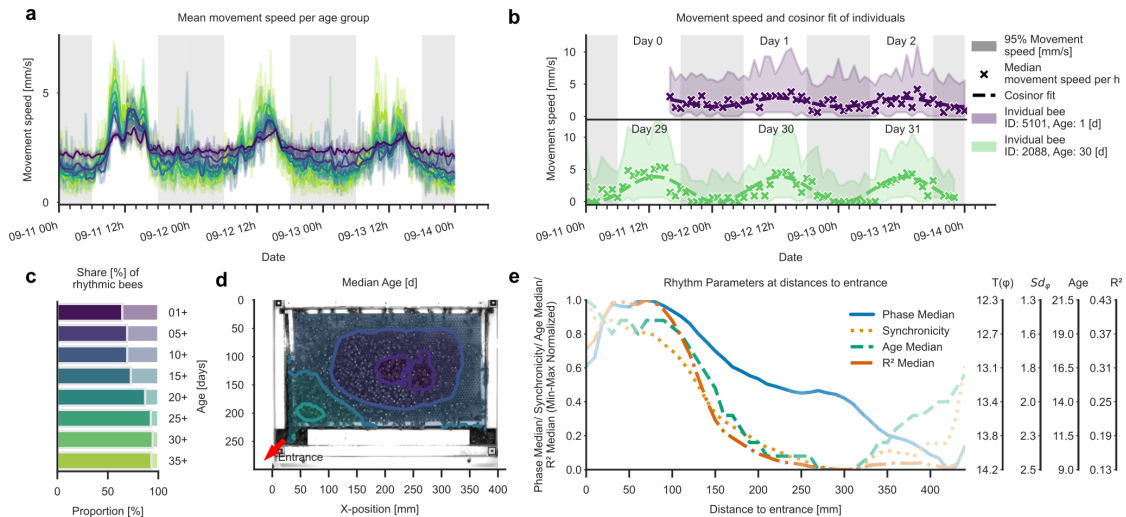 a
Mean movement speed per age group
Movement speed [mm/s]
5
2
0
09-11 00h
09-11 12h
09-12 00h
09-12 12h
09-13 00h
09-13 12h
09-14 00h
Date
b
Movement speed and cosinor fit of individuals
Movement speed [mm/s]
Day 0
Day 1
Day 2
10
5
0
Day 29
Day 30
Day 31
10
5
0
09-11 00h
09-11 12h
09-12 00h
09-12 12h
09-13 00h
09-13 12h
09-14 00h
Date
95% Movement
speed [mm/s]
Median
movement speed per h
Cosinor fit
Invidual bee
ID: 5101, Age: 1 [d]
Invidual bee
ID: 2088, Age: 30 [d]
c
Share [%] of
rhythmic bees
01+
05+
10+
15+
20+
25+
30+
35+
Age [days]
0
50
100
Proportion [%]
d
Median Age [d]
0
50
100
150
200
250
Entrance
0
50
100
150
200
250
300
350
400
X-position [mm]
e
Rhythm Parameters at distances to entrance
Phase Median/ Synchronicity/ Age Median/
R² Median (Min-Max Normalized)
1.0
0.8
0.6
0.4
0.2
0.0
0
50
100
150
200
250
300
350
400
Distance to entrance [mm]
Phase Median
Synchronicity
Age Median
R² Median
T(φ)
Sdφ
Age
R²
12.3
1.3
21.5
0.43
12.7
1.5
19.0
0.37
13.1
1.8
16.5
0.31
13.4
2.0
14.0
0.25
13.8
2.3
11.5
0.19
14.2
2.5
9.0
0.13